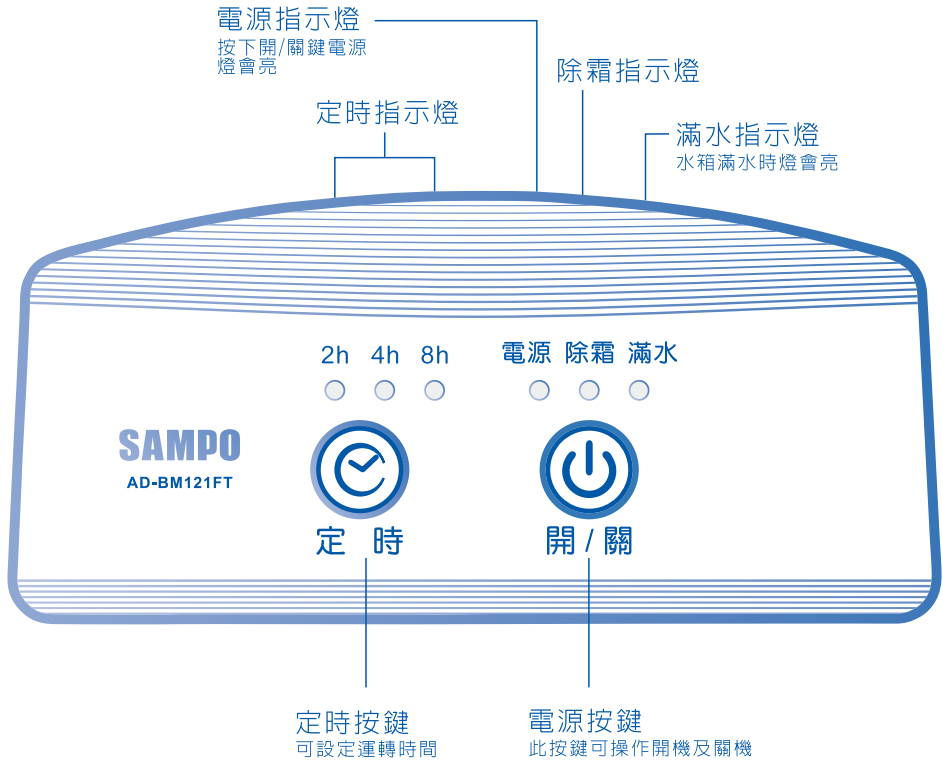 電源指示燈
按下開/關鍵電源
燈會亮
除霜指示燈
定時指示燈
滿水指示燈
水箱滿水時燈會亮
2h 4h 8h 電源 除霜 滿水
SAMPO
AD-BM121FT
定 時 開/關
定時按鍵
可設定運轉時間
電源按鍵
此按鍵可操作開機及關機